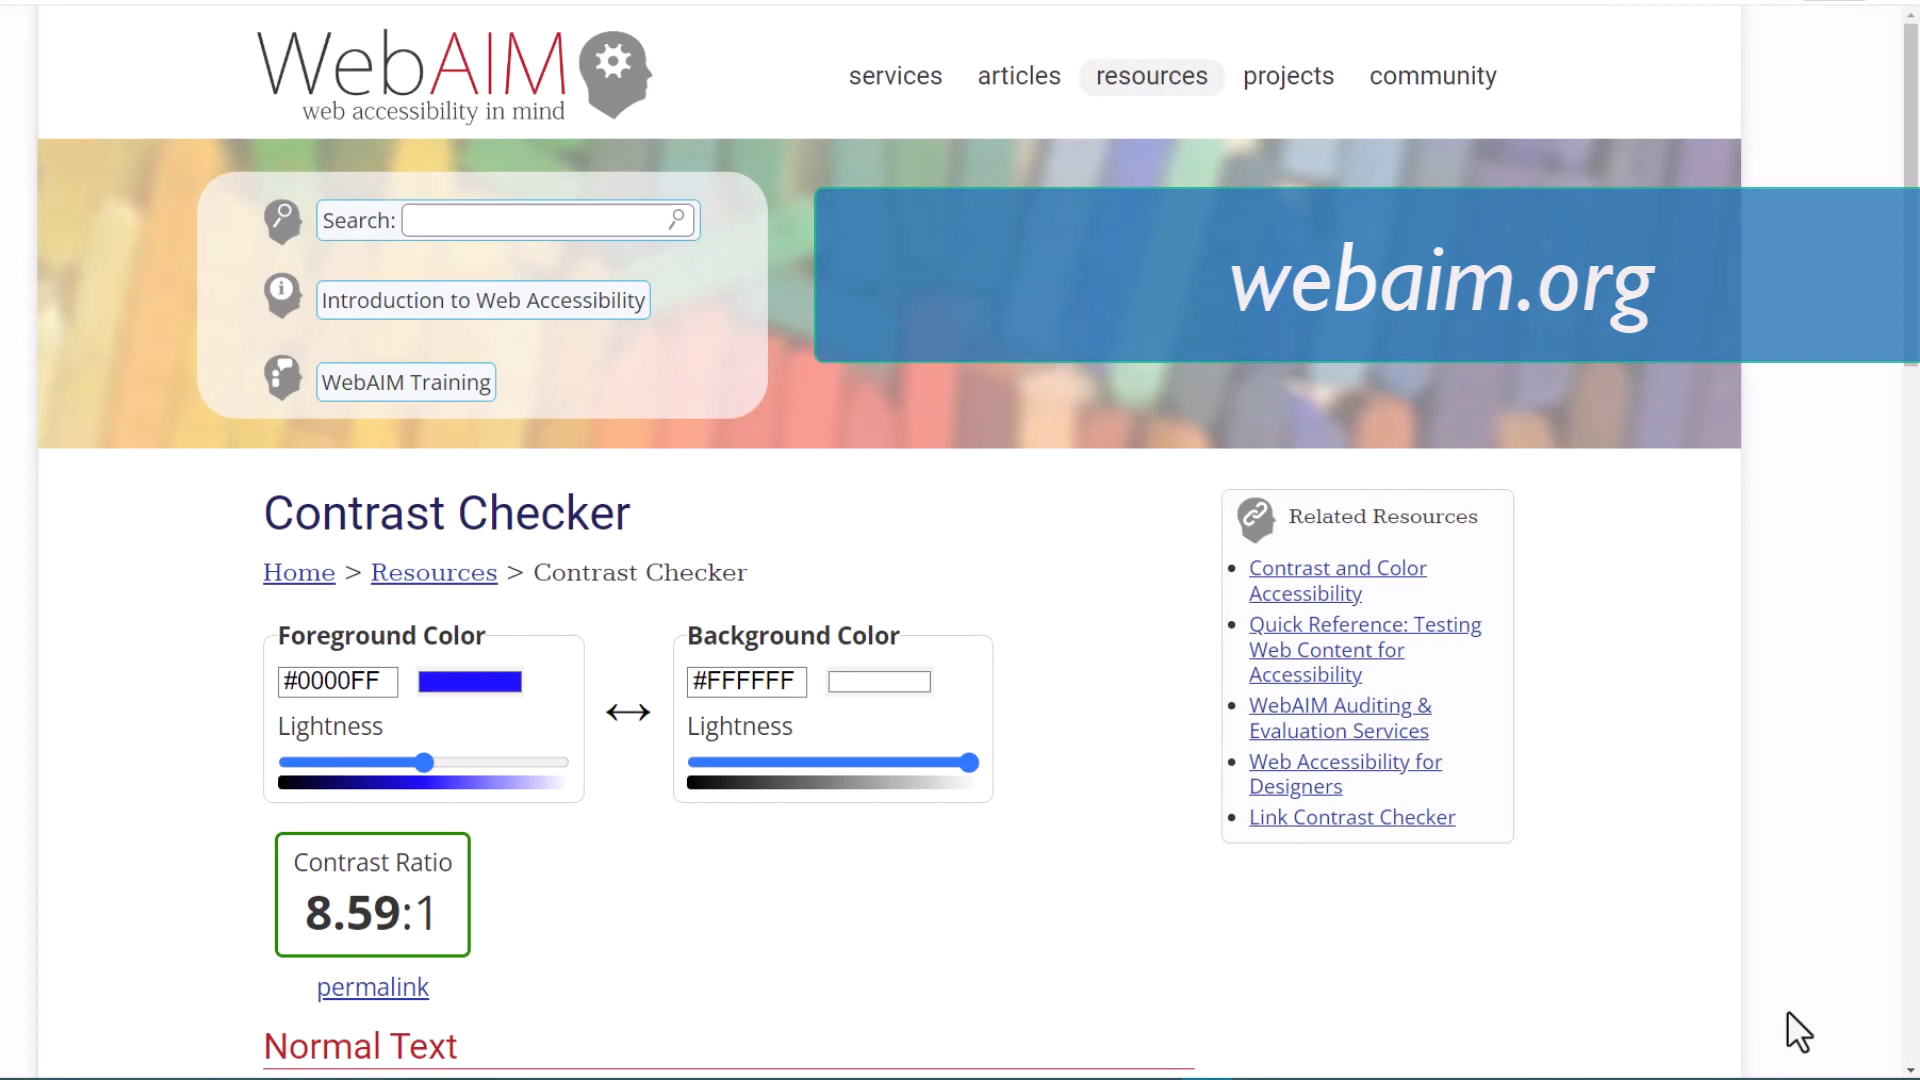 WebAIM
web accessibility in mind
services articles resources projects community
Search:
Introduction to Web Accessibility
WebAIM Training
webaim.org
Contrast Checker
Home > Resources > Contrast Checker
Foreground Color
#0000FF
Lightness
Background Color
#FFFFFF
Lightness
Contrast Ratio
8.59:1
permalink
Normal Text
Related Resources
Contrast and Color
Accessibility
Quick Reference: Testing
Web Content for
Accessibility
WebAIM Auditing &
Evaluation Services
Web Accessibility for
Designers
Link Contrast Checker